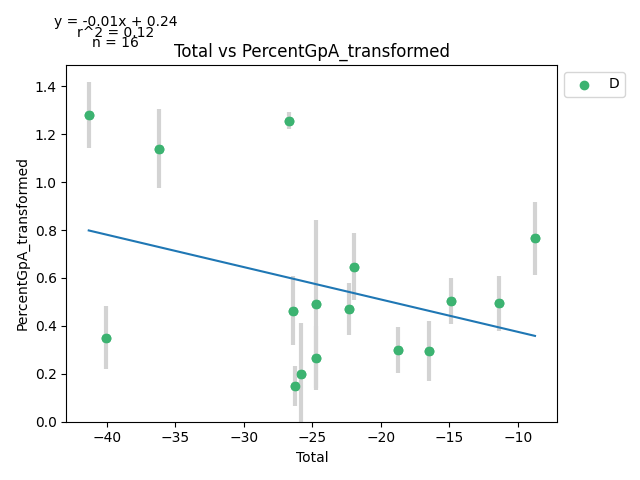 y = -0.01x + 0.24
r^2 = 0.12
n = 16
Total vs PercentGpA_transformed
D
PercentGpA_transformed
1.4
1.2
1.0
0.8
0.6
0.4
0.2
0.0
−40
−35
−30
−25
−20
−15
−10
Total